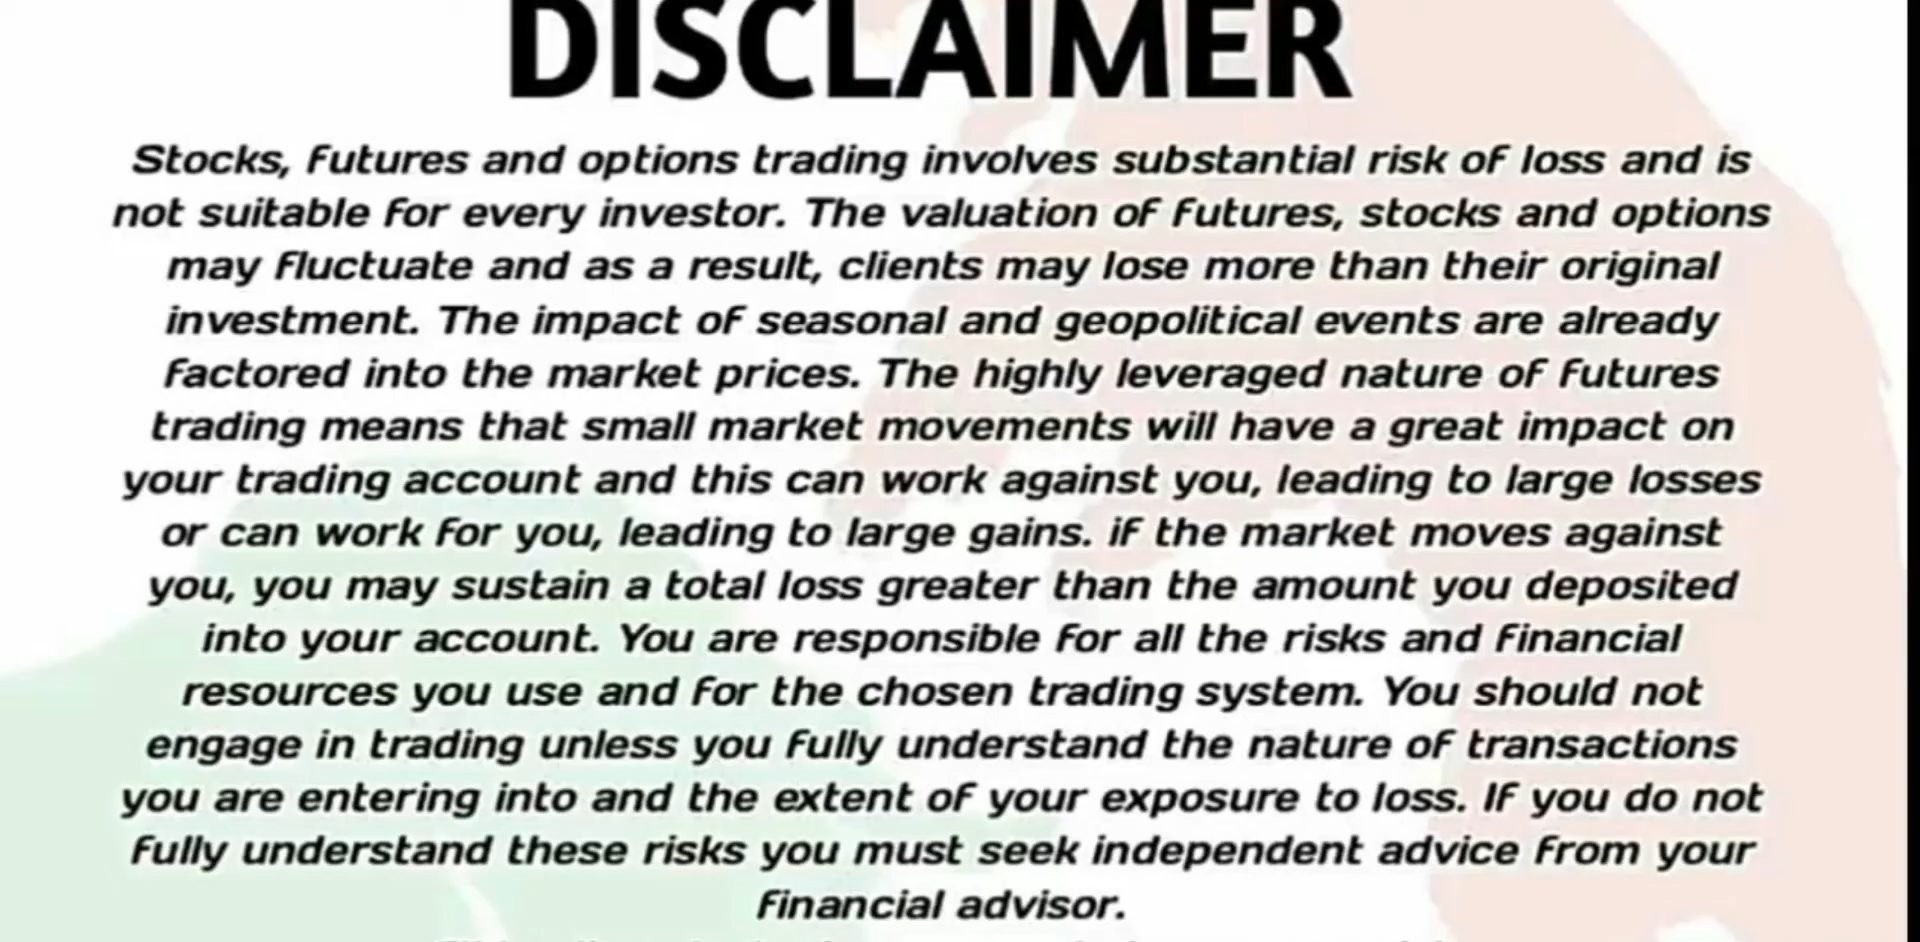 DISCLAIMER
Stocks, futures and options trading involves substantial risk of loss and is
not suitable for every investor. The valuation of futures, stocks and options
may fluctuate and as a result, clients may lose more than their original
investment. The impact of seasonal and geopolitical events are already
factored into the market prices. The highly leveraged nature of futures
trading means that small market movements will have a great impact on
your trading account and this can work against you, leading to large losses
or can work for you, leading to large gains. if the market moves against
you, you may sustain a total loss greater than the amount you deposited
into your account. You are responsible for all the risks and financial
resources you use and for the chosen trading system. You should not
engage in trading unless you fully understand the nature of transactions
you are entering into and the extent of your exposure to loss. If you do not
fully understand these risks you must seek independent advice from your
financial advisor.